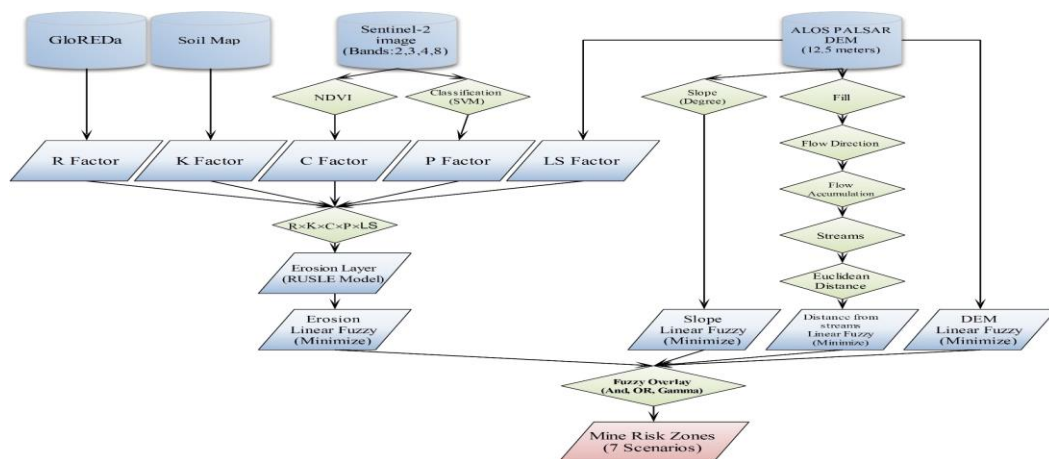 GloREDa
Soil Map
Sentinel-2
image
(Bands:2,3,4,8)
ALOS PALSAR
DEM
(12.5 meters)
NDVI
Classification
(SVM)
Slope
(Degree)
Fill
Flow Direction
R Factor
K Factor
C Factor
P Factor
LS Factor
Flow
Accumulation
R×K×C×P×LS
Streams
Erosion Layer
(RUSLE Model)
Euclidean
Distance
Erosion
Linear Fuzzy
(Minimize)
Slope
Linear Fuzzy
(Minimize)
Distance from
streams
Linear Fuzzy
(Minimize)
DEM
Linear Fuzzy
(Minimize)
Fuzzy Overlay
(And, OR, Gamma)
Mine Risk Zones
(7 Scenarios)